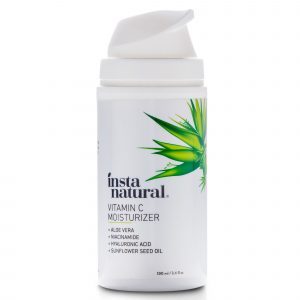 insta
natural®
VITAMIN C
MOISTURIZER
+ ALOE VERA
+ NIACINAMIDE
+ HYALURONIC ACID
+ SUNFLOWER SEED OIL